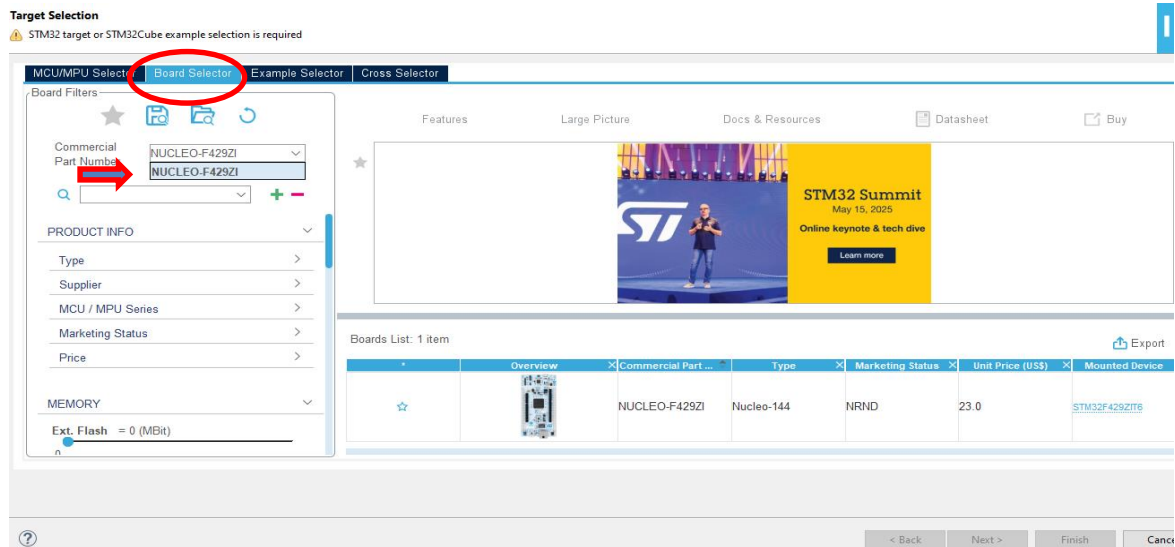 Target Selection
STM32 target or STM32Cube example selection is required
MCU/MPU Selector Board Selector Example Selector Cross Selector
Board Filters
Features Large Picture Docs & Resources Datasheet Buy
Commercial
Part Number
NUCLEO-F429ZI
NUCLEO-F429ZI
PRODUCT INFO
Type
Supplier
MCU / MPU Series
Marketing Status
Price
MEMORY
Ext. Flash = 0 (MBit)
0
STM32 Summit
May 15, 2025
Online keynote & tech dive
Learn more
Boards List: 1 item
Export
* Overview Commercial Part ... Type Marketing Status Unit Price (US$) Mounted Device
NUCLEO-F429ZI Nucleo-144 NRND 23.0 STM32F429ZIT6
? < Back Next > Finish Canc